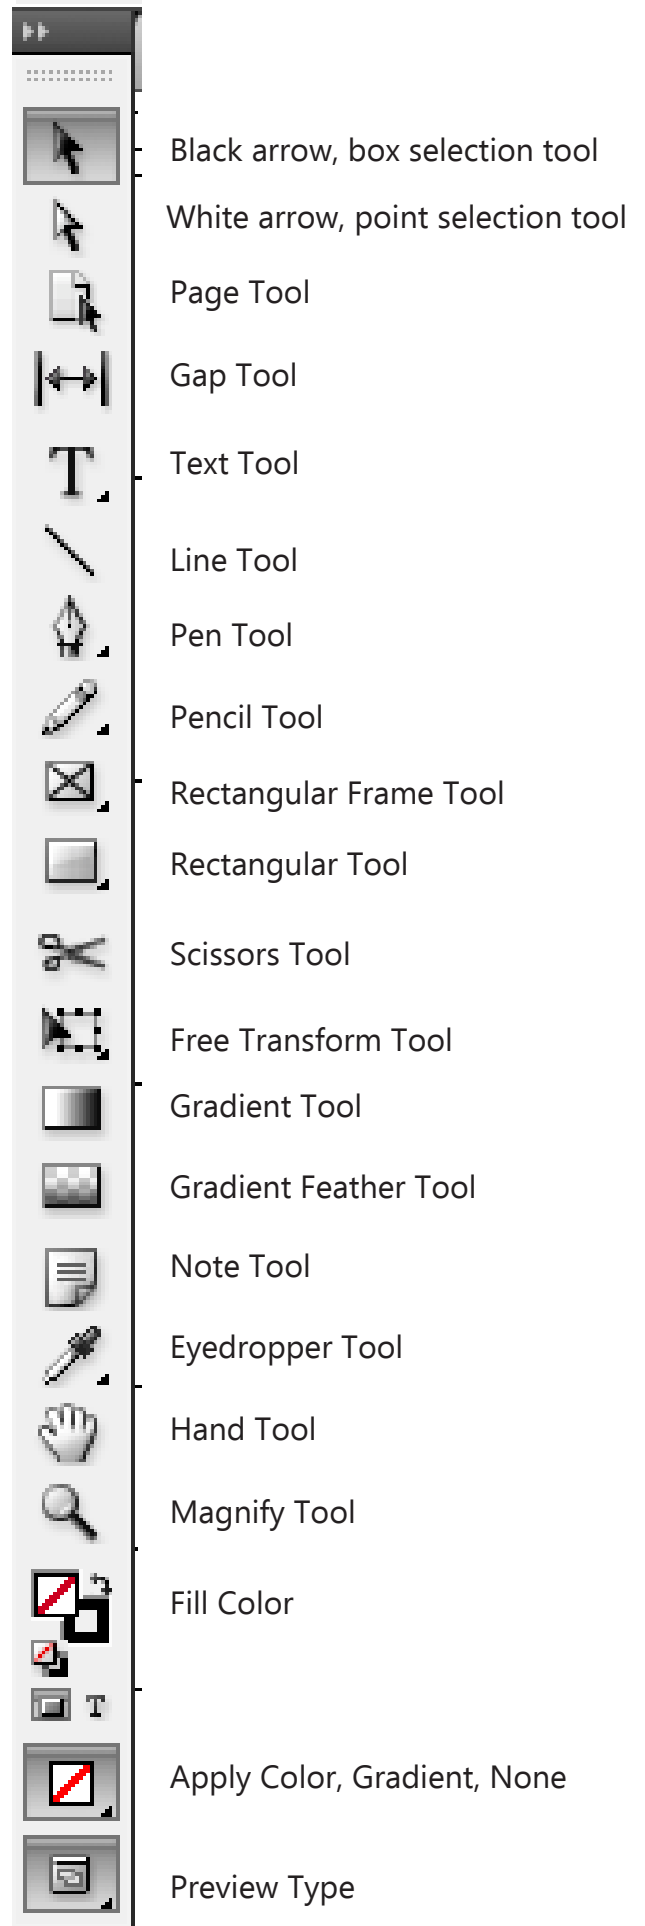 Black arrow, box selection tool
White arrow, point selection tool
Page Tool
Gap Tool
T
Text Tool
Line Tool
Pen Tool
Pencil Tool
Rectangular Frame Tool
Rectangular Tool
Scissors Tool
Free Transform Tool
Gradient Tool
Gradient Feather Tool
Note Tool
Eyedropper Tool
Hand Tool
Magnify Tool
Fill Color
T
Apply Color, Gradient, None
Preview Type